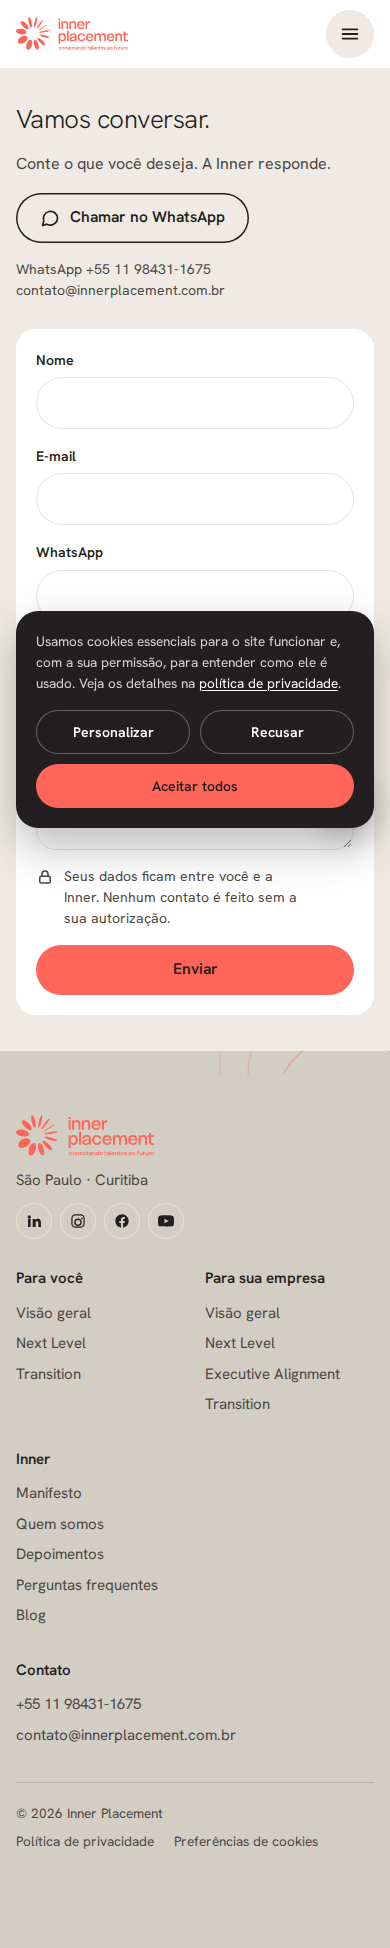 inner
placement
conectando talentos ao futuro
Vamos conversar.
Conte o que você deseja. A Inner responde.
Chamar no WhatsApp
WhatsApp +55 11 98431-1675
contato@innerplacement.com.br
Nome
E-mail
WhatsApp
Usamos cookies essenciais para o site funcionar e,
com a sua permissão, para entender como ele é
usado. Veja os detalhes na política de privacidade.
Personalizar Recusar
Aceitar todos
Seus dados ficam entre você e a
Inner. Nenhum contato é feito sem a
sua autorização.
Enviar
inner
placement
conectando talentos ao futuro
São Paulo · Curitiba
Para você
Visão geral
Next Level
Transition
Para sua empresa
Visão geral
Next Level
Executive Alignment
Transition
Inner
Manifesto
Quem somos
Depoimentos
Perguntas frequentes
Blog
Contato
+55 11 98431-1675
contato@innerplacement.com.br
© 2026 Inner Placement
Política de privacidade Preferências de cookies